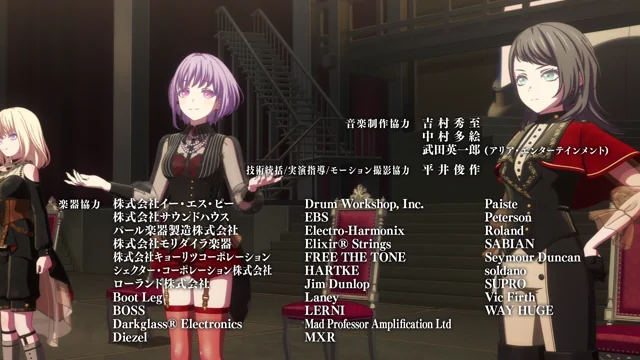 音楽制作協力 吉村秀至
中村多絵
武田英一郎(アリア・エンターテインメント)
技術統括/実演指導/モーション撮影協力 平井俊作
楽器協力
株式会社イー・エス・ピー
株式会社サウンドハウス
パール楽器製造株式会社
株式会社モリダイラ楽器
株式会社キョーリツコーポレーション
シェクター・コーポレーション株式会社
ローランド株式会社
Boot Leg
BOSS
Darkglass® Electronics
Diezel
Drum Workshop, Inc.
EBS
Electro-Harmonix
Elixir® Strings
FREE THE TONE
HARTKE
Jim Dunlop
Laney
LERNI
Mad Professor Amplification Ltd
MXR
Paiste
Peterson
Roland
SABIAN
Seymour Duncan
soldano
SUPRO
Vic Firth
WAY HUGE